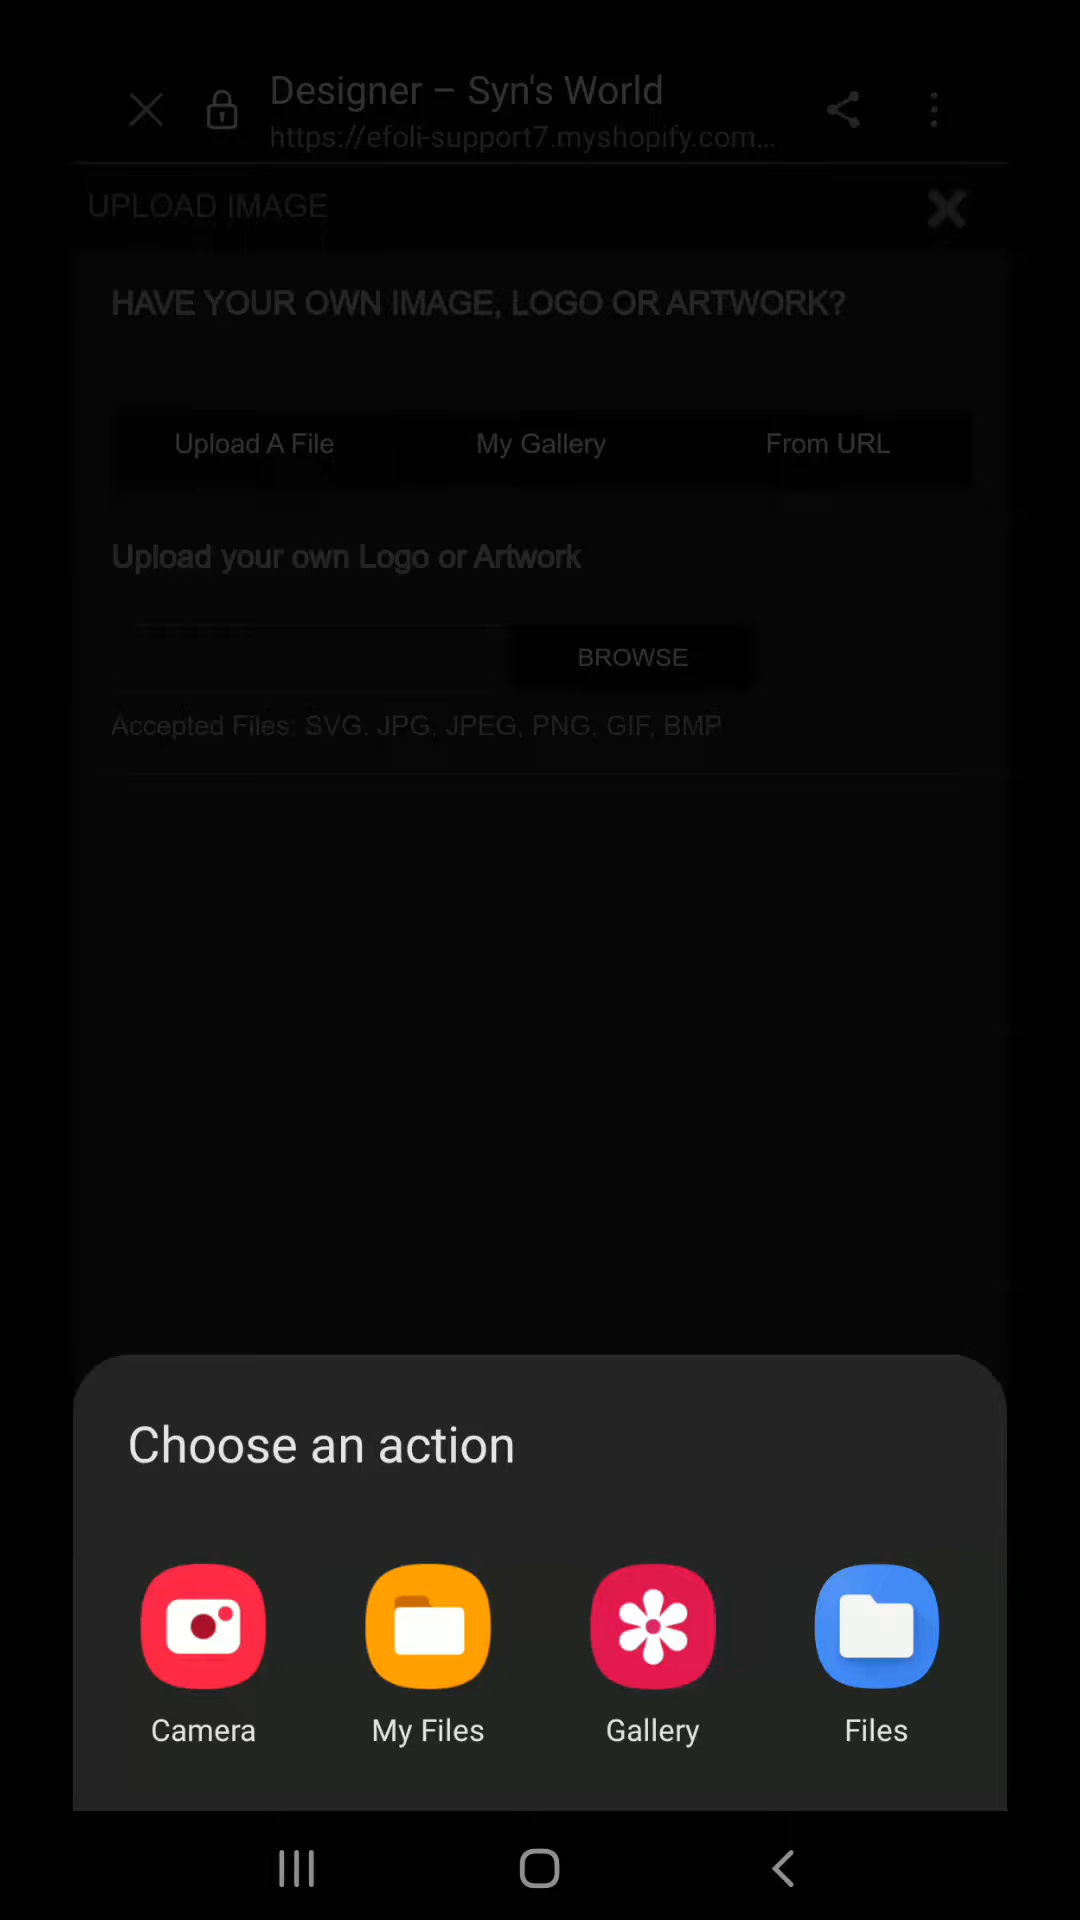 Designer – Syn's World
https://efoli-support7.myshopify.com...
UPLOAD IMAGE
HAVE YOUR OWN IMAGE, LOGO OR ARTWORK?
Upload A File
My Gallery
From URL
Upload your own Logo or Artwork
BROWSE
Accepted Files: SVG, JPG, JPEG, PNG, GIF, BMP
Choose an action
Camera
My Files
Gallery
Files